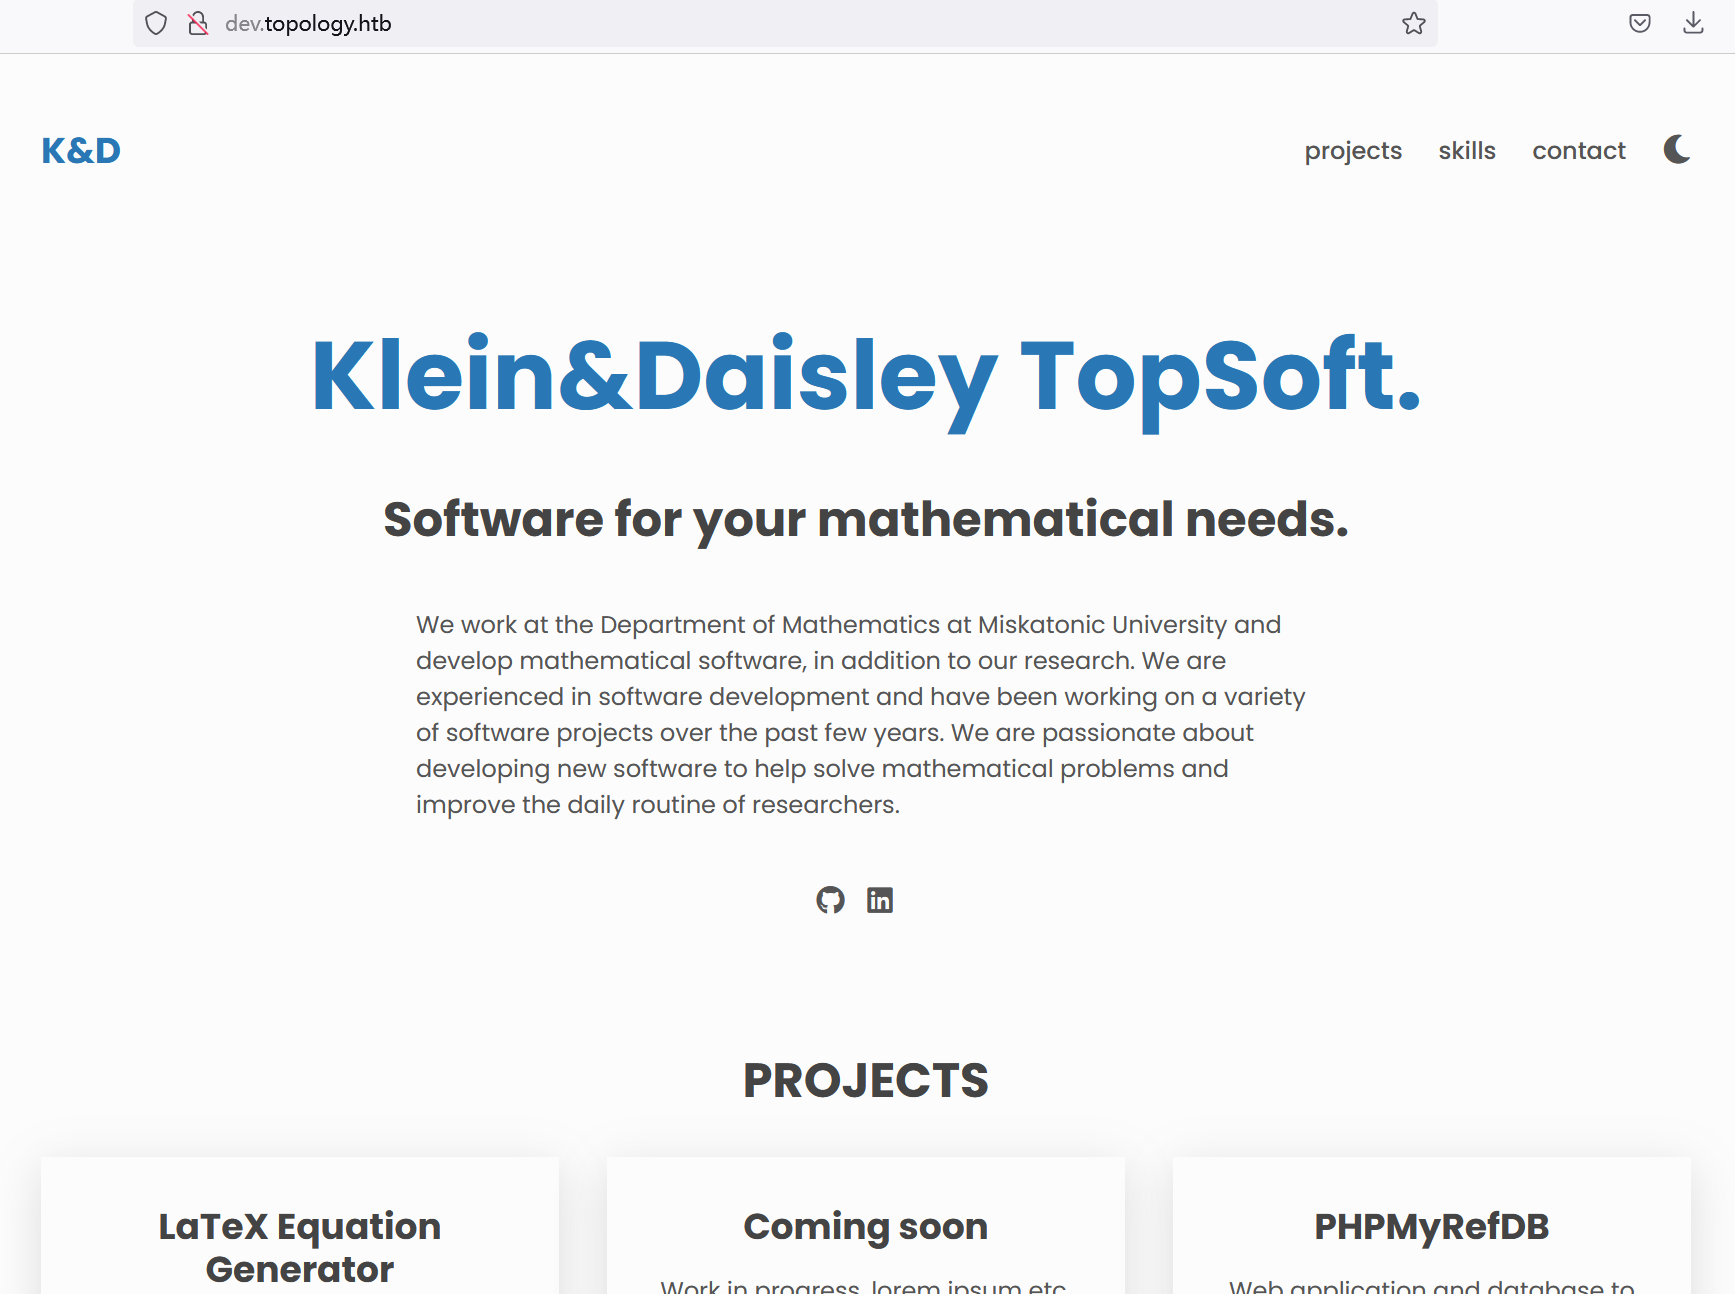 dev.topology.htb
K&D
projects skills contact
Klein&Daisley TopSoft.
Software for your mathematical needs.
We work at the Department of Mathematics at Miskatonic University and
develop mathematical software, in addition to our research. We are
experienced in software development and have been working on a variety
of software projects over the past few years. We are passionate about
developing new software to help solve mathematical problems and
improve the daily routine of researchers.
in
PROJECTS
LaTeX Equation
Generator
Coming soon
Work in progress, lorem ipsum etc
PHPMyRefDB
Web application and database to